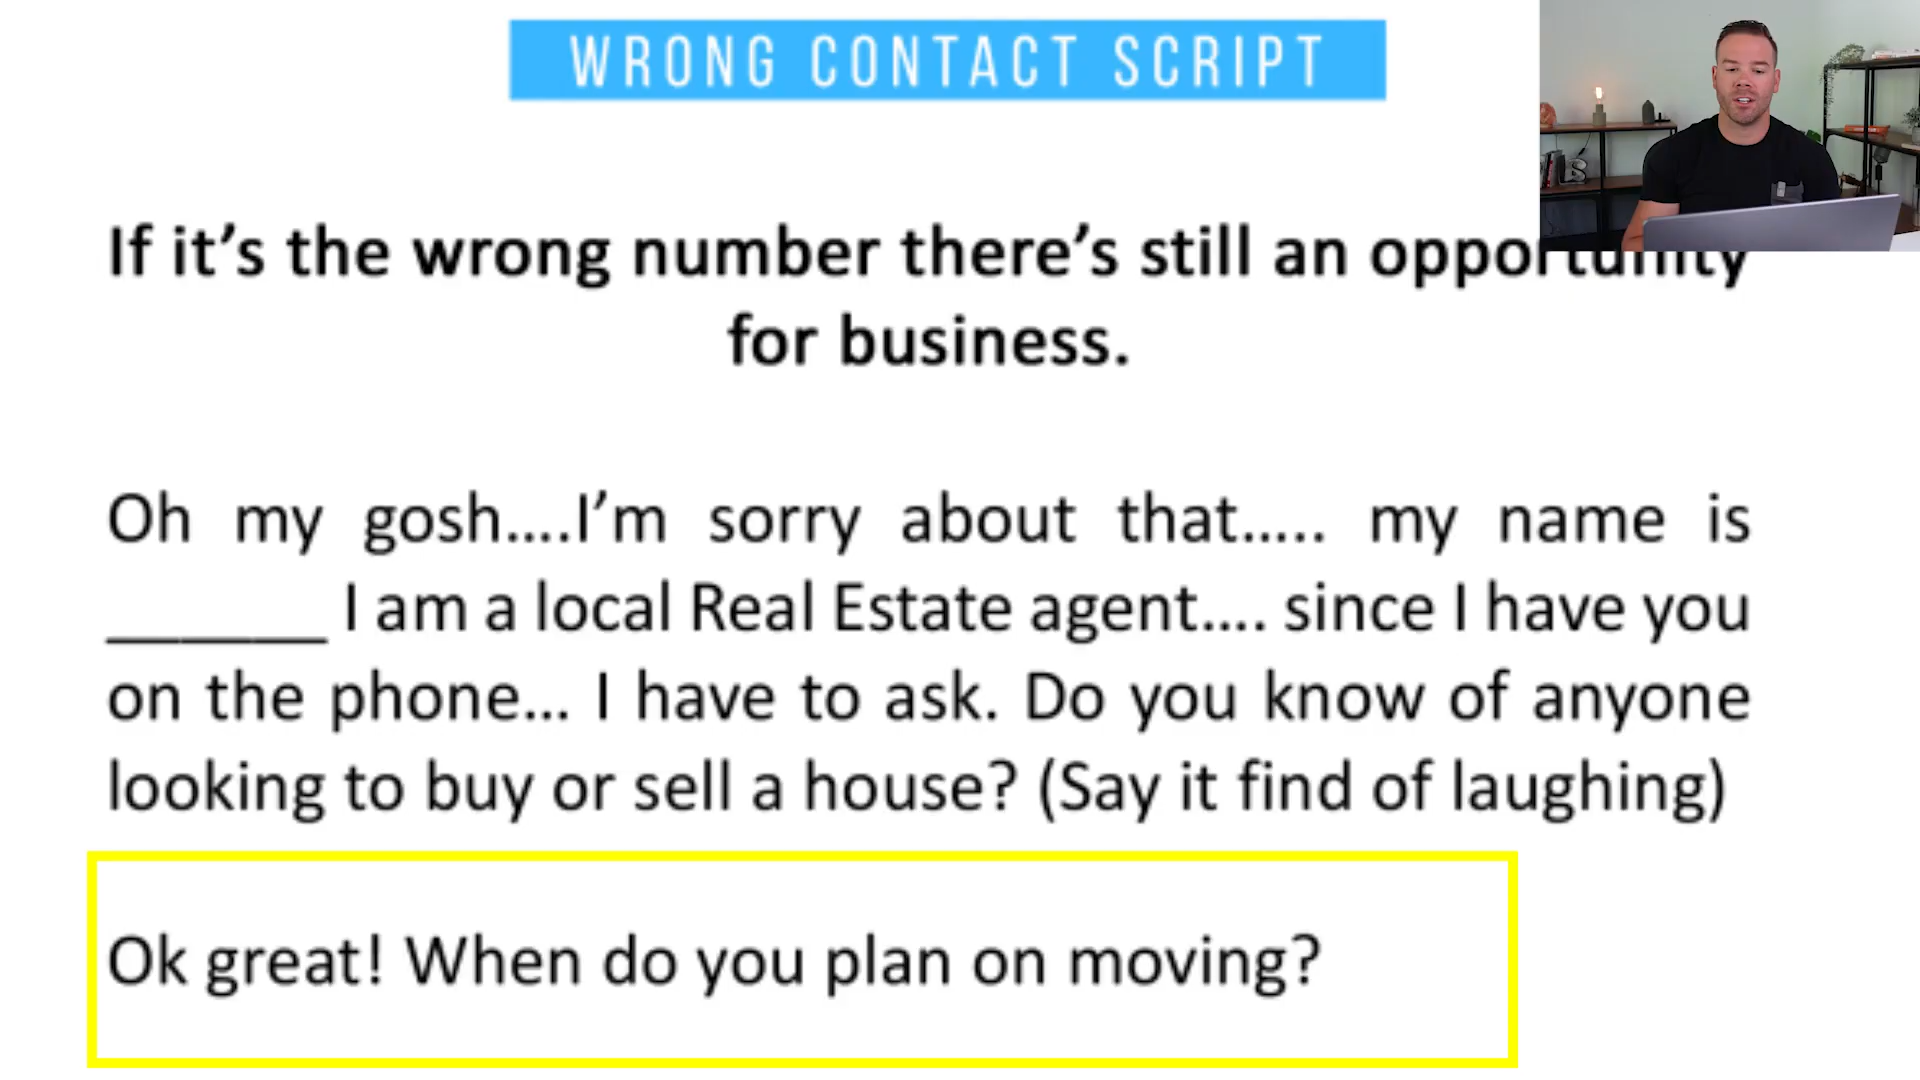 WRONG CONTACT SCRIPT
If it’s the wrong number there’s still an opportunity
for business.
Oh my gosh....I’m sorry about that..... my name is
______ I am a local Real Estate agent.... since I have you
on the phone... I have to ask. Do you know of anyone
looking to buy or sell a house? (Say it find of laughing)
Ok great! When do you plan on moving?